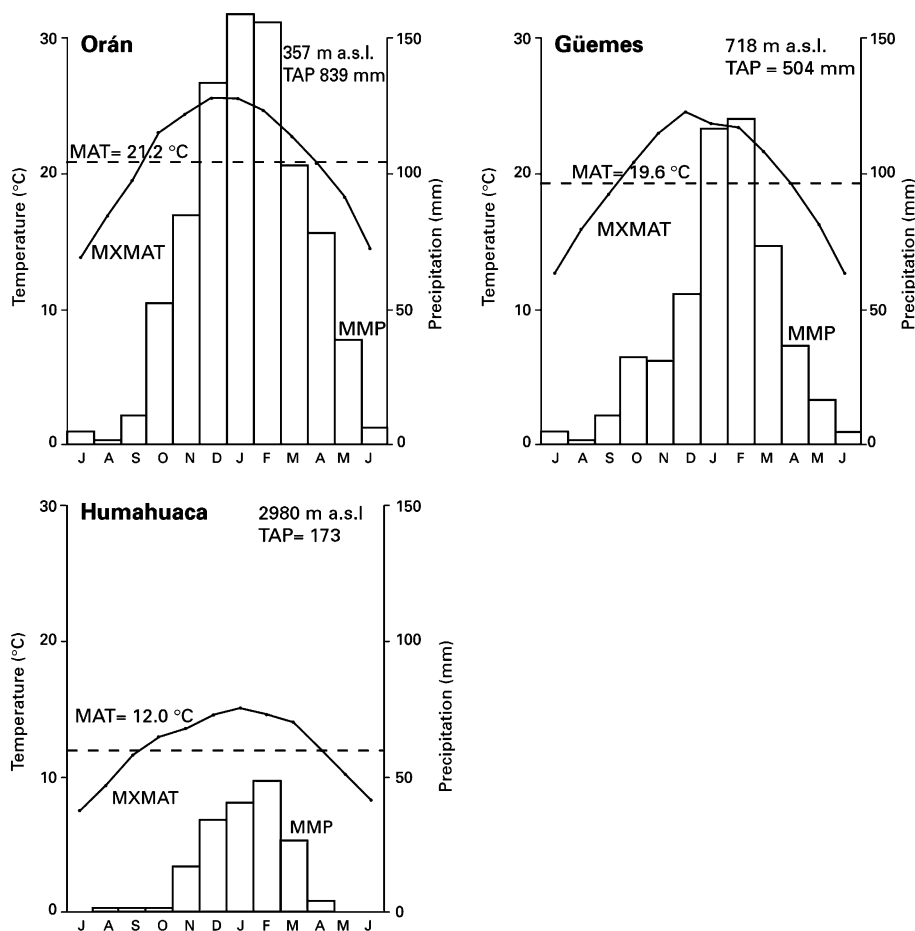 Orán
357 m a.s.l.
TAP 839 mm
MAT= 21.2 °C
MXMAT
MMP
Temperature (°C)
30
20
10
0
Precipitation (mm)
150
100
50
0
J A S O N D J F M A M J
Güemes
718 m a.s.l.
TAP = 504 mm
MAT= 19.6 °C
MXMAT
MMP
Temperature (°C)
30
20
10
0
Precipitation (mm)
150
100
50
0
J A S O N D J F M A M J
Humahuaca
2980 m a.s.l
TAP= 173
MAT= 12.0 °C
MXMAT
MMP
Temperature (°C)
30
20
10
0
Precipitation (mm)
150
100
50
0
J A S O N D J F M A M J